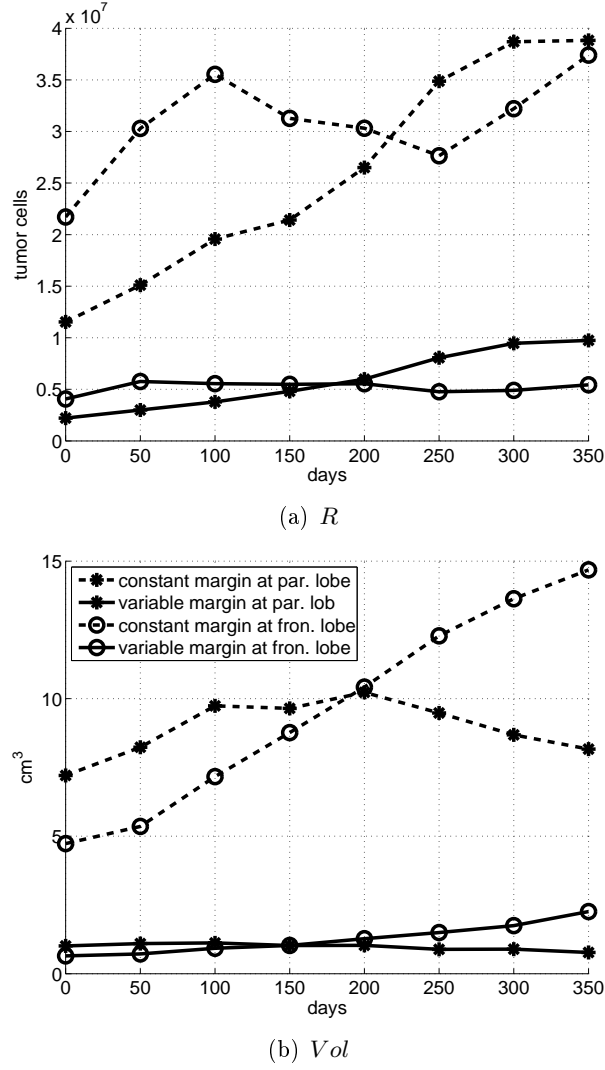 x 10^7
4
3.5
3
2.5
2
1.5
1
0.5
0
tumor cells
0 50 100 150 200 250 300 350
days
(a) R
constant margin at par. lobe
variable margin at par. lob
constant margin at fron. lobe
variable margin at fron. lobe
15
10
5
0
cm^3
0 50 100 150 200 250 300 350
days
(b) Vol